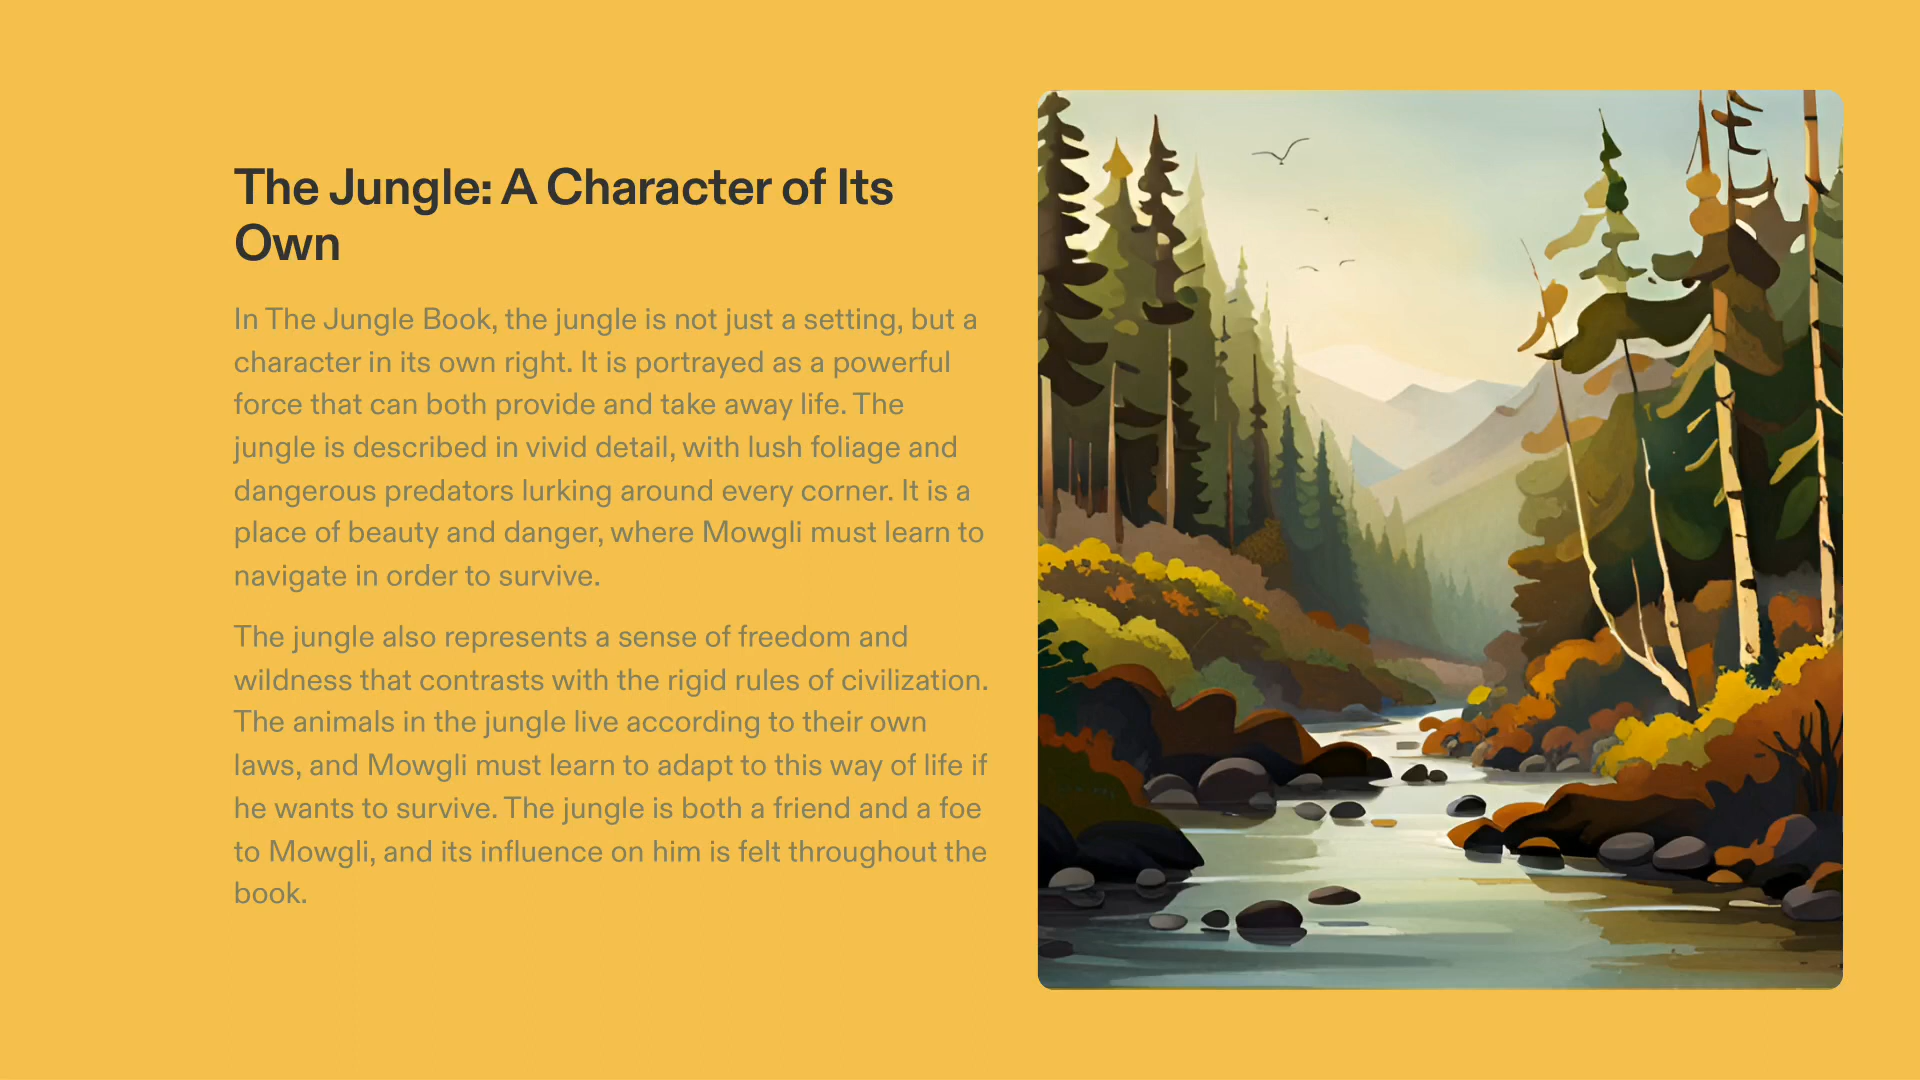 The Jungle: A Character of Its
Own
In The Jungle Book, the jungle is not just a setting, but a
character in its own right. It is portrayed as a powerful
force that can both provide and take away life. The
jungle is described in vivid detail, with lush foliage and
dangerous predators lurking around every corner. It is a
place of beauty and danger, where Mowgli must learn to
navigate in order to survive.
The jungle also represents a sense of freedom and
wildness that contrasts with the rigid rules of civilization.
The animals in the jungle live according to their own
laws, and Mowgli must learn to adapt to this way of life if
he wants to survive. The jungle is both a friend and a foe
to Mowgli, and its influence on him is felt throughout the
book.